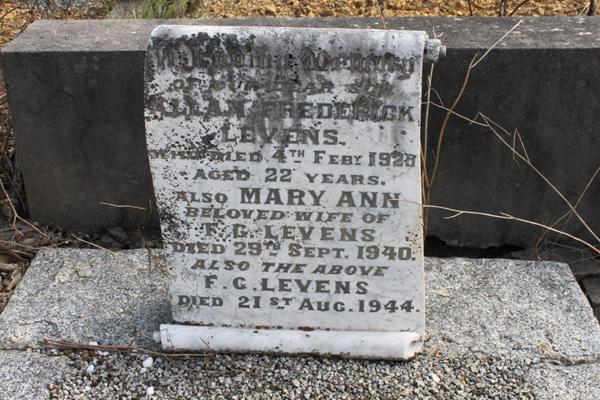 In Loving Memory
OF OUR DEAR SON
ALLAN FREDERICK
LEVENS.
WHO DIED 4TH FEBY 1928
AGED 22 YEARS.
ALSO MARY ANN
BELOVED WIFE OF
F. G. LEVENS
DIED 29TH SEPT. 1940.
ALSO THE ABOVE
F. G. LEVENS
DIED 21ST AUG. 1944.